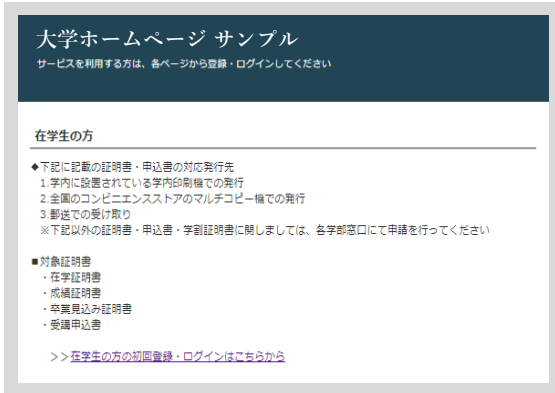 大学ホームページ サンプル
サービスを利用する方は、各ページから登録・ログインしてください
在学生の方
◆下記に記載の証明書・申込書の対応発行先
1.学内に設置されている学内印刷機での発行
2.全国のコンビニエンスストアのマルチコピー機での発行
3.郵送での受け取り
※下記以外の証明書・申込書・学割証明書に関しましては、各学部窓口にて申請を行ってください
■対象証明書
・在学証明書
・成績証明書
・卒業見込み証明書
・受講申込書
>>在学生の方の初回登録・ログインはこちらから